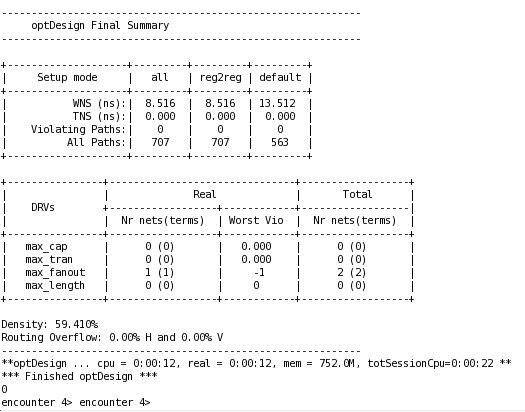 ------------------------------------------------------------
     optDesign Final Summary
------------------------------------------------------------
+--------------------+---------+---------+---------+
|     Setup mode     |   all   | reg2reg | default |
+--------------------+---------+---------+---------+
|           WNS (ns):|  8.516  |  8.516  | 13.512  |
|           TNS (ns):|  0.000  |  0.000  |  0.000  |
|    Violating Paths:|    0    |    0    |    0    |
|          All Paths:|   707   |   707   |   563   |
+--------------------+---------+---------+---------+
+----------------+-------------------------------+------------------+
|                |              Real             |       Total      |
|    DRVs        +------------------+------------+------------------|
|                |  Nr nets(terms)  | Worst Vio  |  Nr nets(terms)  |
+----------------+------------------+------------+------------------+
|   max_cap      |      0 (0)       |   0.000    |      0 (0)       |
|   max_tran     |      0 (0)       |   0.000    |      0 (0)       |
|   max_fanout   |      1 (1)       |     -1     |      2 (2)       |
|   max_length   |      0 (0)       |     0      |      0 (0)       |
+----------------+------------------+------------+------------------+
Density: 59.410%
Routing Overflow: 0.00% H and 0.00% V
------------------------------------------------------------
**optDesign ... cpu = 0:00:12, real = 0:00:12, mem = 752.0M, totSessionCpu=0:00:22 **
*** Finished optDesign ***
0
encounter 4> encounter 4>